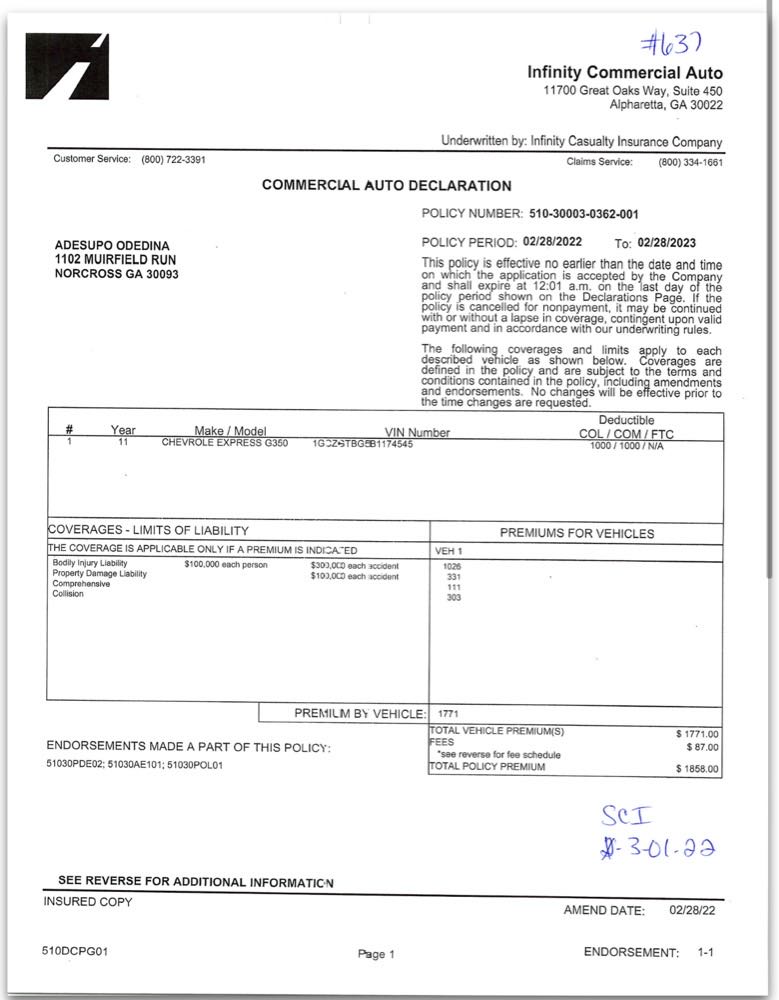 #637
Infinity Commercial Auto
11700 Great Oaks Way, Suite 450
Alpharetta, GA 30022
Underwritten by: Infinity Casualty Insurance Company
Customer Service: (800) 722-3391
Claims Service: (800) 334-1661
COMMERCIAL AUTO DECLARATION
POLICY NUMBER: 510-30003-0362-001
ADESUPO ODEDINA
1102 MUIRFIELD RUN
NORCROSS GA 30093
POLICY PERIOD: 02/28/2022 To: 02/28/2023
This policy is effective no earlier than the date and time
on which the application is accepted by the Company
and shall expire at 12:01 a.m. on the last day of the
policy period shown on the Declarations Page. If the
policy is cancelled for nonpayment, it may be continued
with or without a lapse in coverage, contingent upon valid
payment and in accordance with our underwriting rules.
The following coverages and limits apply to each
described vehicle as shown below. Coverages are
defined in the policy and are subject to the terms and
conditions contained in the policy, including amendments
and endorsements. No changes will be effective prior to
the time changes are requested.
Deductible
# Year Make / Model VIN Number COL / COM / FTC
1 11 CHEVROLE EXPRESS G350 1000 / 1000 / N/A
COVERAGES - LIMITS OF LIABILITY PREMIUMS FOR VEHICLES
THE COVERAGE IS APPLICABLE ONLY IF A PREMIUM IS INDICATED VEH 1
Bodily Injury Liability $100,000 each person $300,000 each accident 1026
Property Damage Liability $100,000 each accident 331
Comprehensive 111
Collision 303
PREMIUM BY VEHICLE: 1771
TOTAL VEHICLE PREMIUM(S) $ 1771.00
FEES $ 87.00
*see reverse for fee schedule
TOTAL POLICY PREMIUM $ 1858.00
ENDORSEMENTS MADE A PART OF THIS POLICY:
51030PDE02; 51030AE101; 51030POL01
SCI
3-01-22
SEE REVERSE FOR ADDITIONAL INFORMATION
INSURED COPY
AMEND DATE: 02/28/22
510DCPG01
Page 1
ENDORSEMENT: 1-1